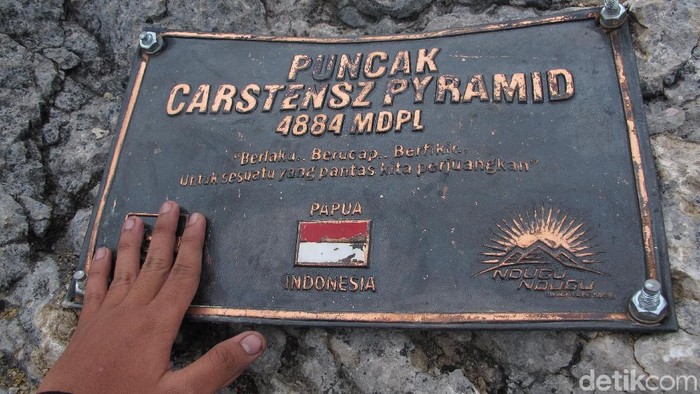 PUNCAK
CARSTENSZ PYRAMID
4884 MDPL
"Berlaku.. Berucap.. Berfikir.
Untuk sesuatu yang pantas kita perjuangkan"
PAPUA
INDONESIA
NDUGU
NDUGU
detikcom